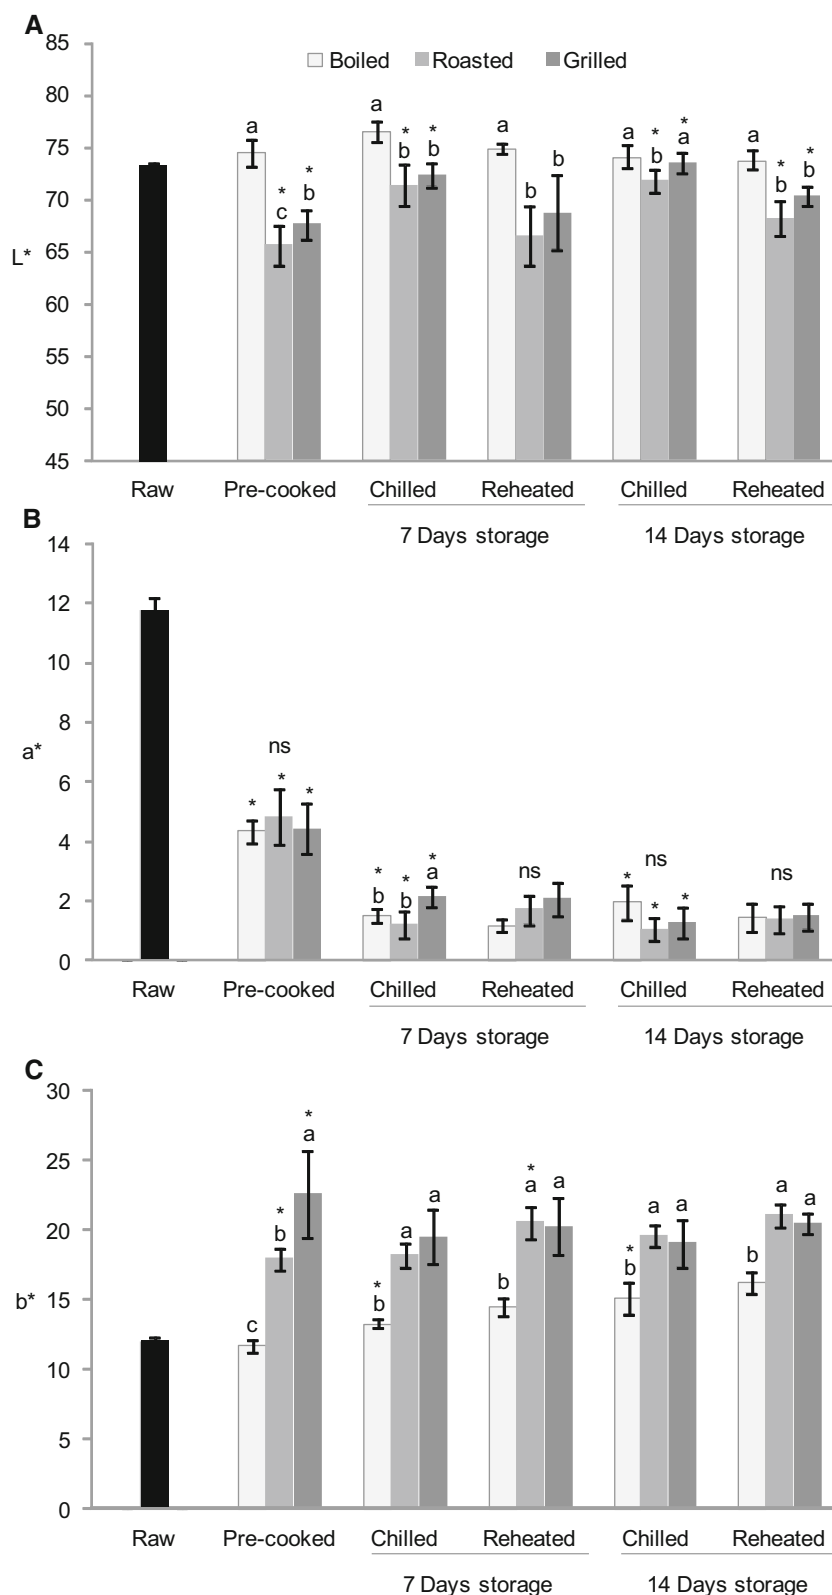 A
85
Boiled Roasted Grilled
80
75
70
65
60
55
50
45
L*
a
*
c
*
b
a
*
b
*
b
a
b
b
a
*
b
*
a
a
*
b
*
b
Raw Pre-cooked Chilled Reheated Chilled Reheated
7 Days storage 14 Days storage
B
14
12
10
8
6
4
2
0
a*
ns
* * *
*
b
*
b
*
a
ns
ns
* * *
ns
Raw Pre-cooked Chilled Reheated Chilled Reheated
7 Days storage 14 Days storage
C
30
25
20
15
10
5
0
b*
c
*
b
*
a
*
b
a
a
b
*
a
a
*
b
a
a
b
a
a
Raw Pre-cooked Chilled Reheated Chilled Reheated
7 Days storage 14 Days storage